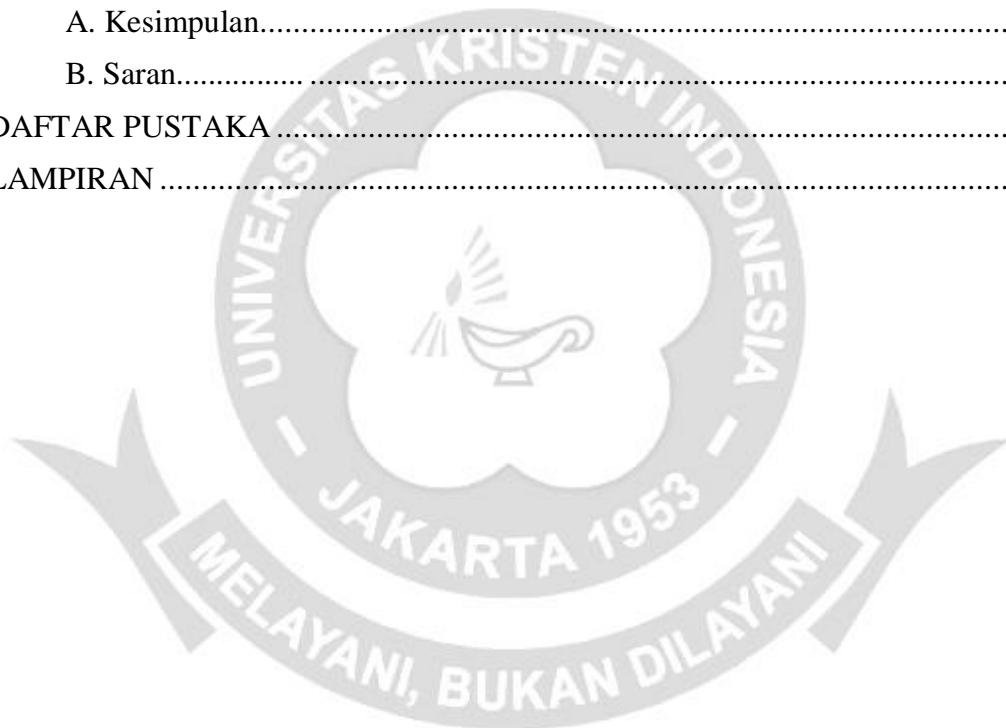 A. Kesimpulan..........................................................................................
B. Saran............... ....................................................................................
DAFTAR PUSTAKA..........................................................................................
LAMPIRAN........................................................................................................
UNIVERSITAS KRISTEN INDONESIA
- JAKARTA 1953 -
MELAYANI, BUKAN DILAYANI